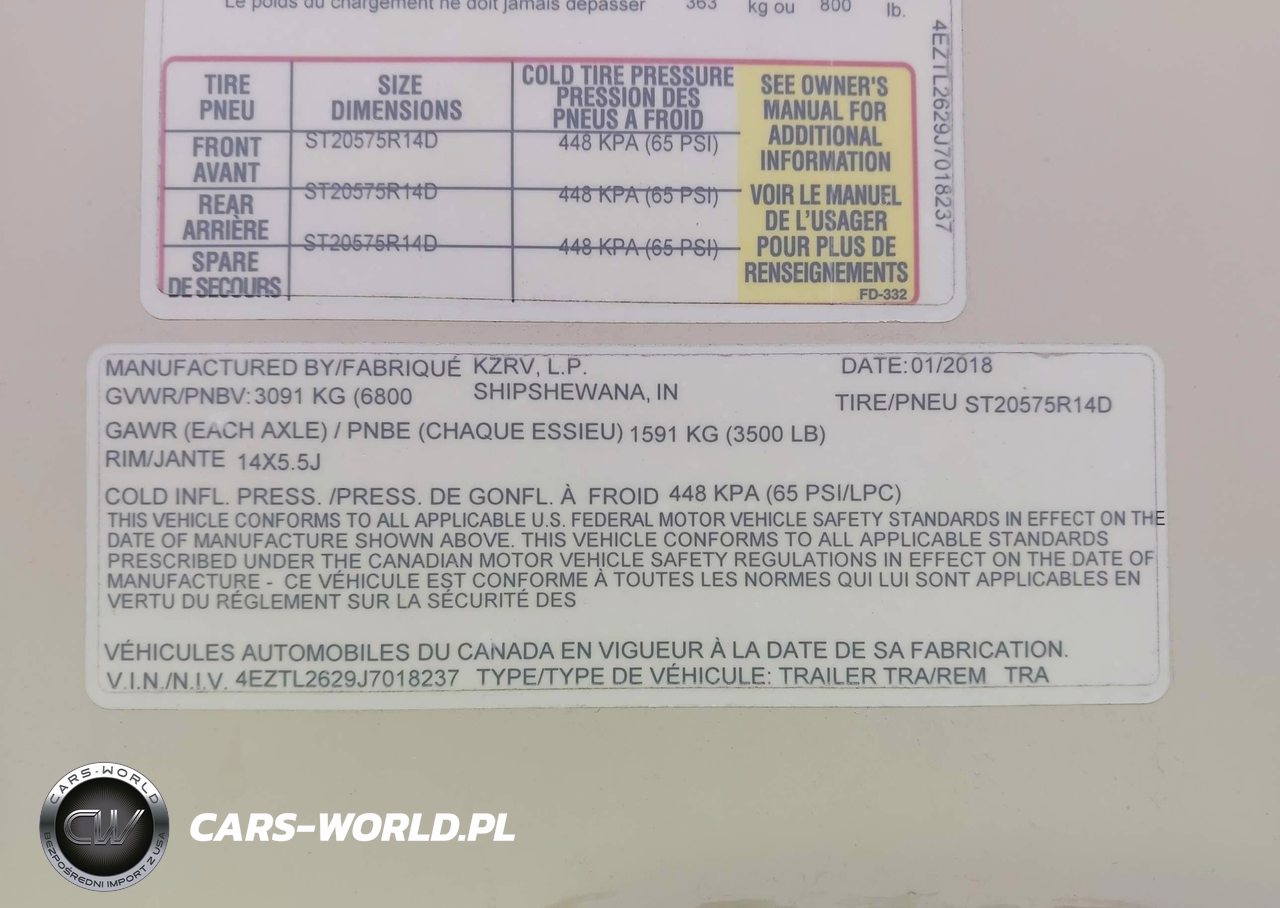 Le poids du chargement ne doit jamais dépasser 363 kg ou 800 lb.
TIRE PNEU
SIZE DIMENSIONS
COLD TIRE PRESSURE
PRESSION DES
PNEUS A FROID
FRONT AVANT
ST20575R14D
448 KPA (65 PSI)
REAR ARRIÈRE
ST20575R14D
448 KPA (65 PSI)
SPARE DE SECOURS
ST20575R14D
448 KPA (65 PSI)
SEE OWNER'S
MANUAL FOR
ADDITIONAL
INFORMATION
VOIR LE MANUEL
DE L'USAGER
POUR PLUS DE
RENSEIGNEMENTS
FD-332
4EZTL2629J7018237
MANUFACTURED BY/FABRIQUÉ KZRV, L.P. DATE: 01/2018
GVWR/PNBV: 3091 KG (6800 SHIPSHEWANA, IN TIRE/PNEU ST20575R14D
GAWR (EACH AXLE) / PNBE (CHAQUE ESSIEU) 1591 KG (3500 LB)
RIM/JANTE 14X5.5J
COLD INFL. PRESS. /PRESS. DE GONFL. À FROID 448 KPA (65 PSI/LPC)
THIS VEHICLE CONFORMS TO ALL APPLICABLE U.S. FEDERAL MOTOR VEHICLE SAFETY STANDARDS IN EFFECT ON THE
DATE OF MANUFACTURE SHOWN ABOVE. THIS VEHICLE CONFORMS TO ALL APPLICABLE STANDARDS
PRESCRIBED UNDER THE CANADIAN MOTOR VEHICLE SAFETY REGULATIONS IN EFFECT ON THE DATE OF
MANUFACTURE - CE VÉHICULE EST CONFORME À TOUTES LES NORMES QUI LUI SONT APPLICABLES EN
VERTU DU RÉGLEMENT SUR LA SÉCURITÉ DES
VÉHICULES AUTOMOBILES DU CANADA EN VIGUEUR À LA DATE DE SA FABRICATION.
V.I.N./N.I.V. 4EZTL2629J7018237 TYPE/TYPE DE VÉHICULE: TRAILER TRA/REM TRA
CARS-WORLD
CW
BEZPOŚREDNI IMPORT Z USA
CARS-WORLD.PL